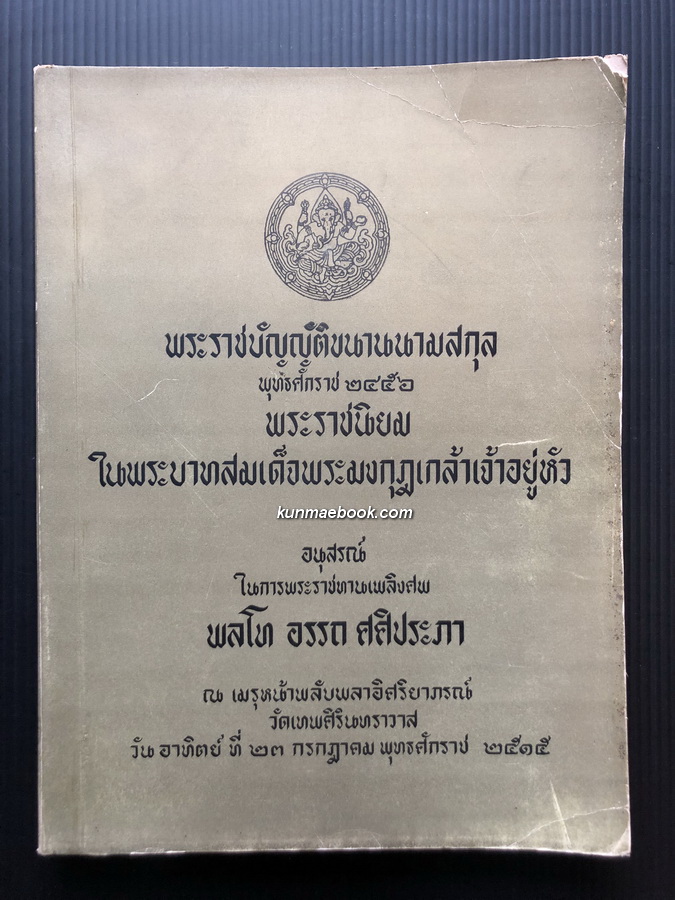 พระราชบัญญัติขนานนามสกุล
พุทธศักราช ๒๔๕๖
พระราชนิยม
ในพระบาทสมเด็จพระมงกุฎเกล้าเจ้าอยู่หัว
kunmaebook.com
อนุสรณ์
ในการพระราชทานเพลิงศพ
พลโท อรรถ ศศิประภา
ณ เมรุหน้าพลับพลาอิศริยาภรณ์
วัดเทพศิรินทราวาส
วัน อาทิตย์ ที่ ๒๓ กรกฎาคม พุทธศักราช ๒๕๑๕